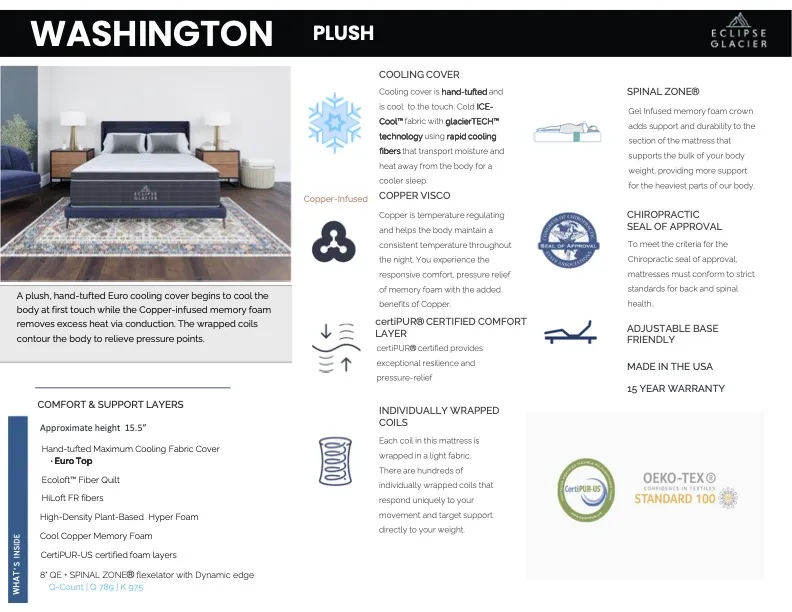 WASHINGTON PLUSH
ECLIPSE
GLACIER
ECLIPSE
GLACIER
A plush, hand-tufted Euro cooling cover begins to cool the
body at first touch while the Copper-infused memory foam
removes excess heat via conduction. The wrapped coils
contour the body to relieve pressure points.
COMFORT & SUPPORT LAYERS
Approximate height 15.5"
Hand-tufted Maximum Cooling Fabric Cover
• Euro Top
Ecoloft™ Fiber Quilt
HiLoft FR fibers
High-Density Plant-Based Hyper Foam
Cool Copper Memory Foam
CertiPUR-US certified foam layers
8" QE + SPINAL ZONE® flexelator with Dynamic edge
Q-Count | Q 789 | K 975
WHAT'S INSIDE
COOLING COVER
Cooling cover is hand-tufted and
is cool to the touch. Cold ICE-
Cool™ fabric with glacierTECH™
technology using rapid cooling
fibers that transport moisture and
heat away from the body for a
cooler sleep.
Copper-Infused
COPPER VISCO
Copper is temperature regulating
and helps the body maintain a
consistent temperature throughout
the night. You experience the
responsive comfort, pressure relief
of memory foam with the added
benefits of Copper.
certiPUR® CERTIFIED COMFORT
LAYER
certiPUR® certified provides
exceptional resilience and
pressure-relief
INDIVIDUALLY WRAPPED
COILS
Each coil in this mattress is
wrapped in a light fabric.
There are hundreds of
individually wrapped coils that
respond uniquely to your
movement and target support
directly to your weight.
SPINAL ZONE®
Gel Infused memory foam crown
adds support and durability to the
section of the mattress that
supports the bulk of your body
weight, providing more support
for the heaviest parts of our body.
SEAL OF APPROVAL
CHIROPRACTIC
SEAL OF APPROVAL
To meet the criteria for the
Chiropractic seal of approval,
mattresses must conform to strict
standards for back and spinal
health.
ADJUSTABLE BASE
FRIENDLY
MADE IN THE USA
15 YEAR WARRANTY
CertiPUR-US
OEKO-TEX®
CONFIDENCE IN TEXTILES
STANDARD 100